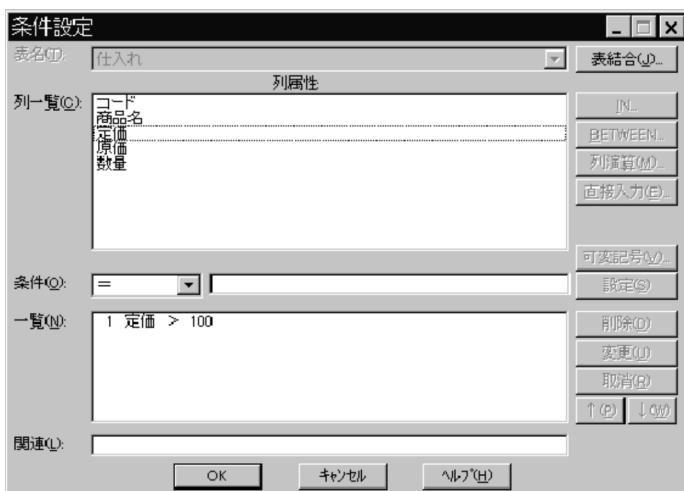 条件設定
表名(T): 仕入れ 表結合(J)...
列属性
列一覧(C): コード
商品名
定価
原価
数量
IN...
BETWEEN...
列演算(M)...
直接入力(E)...
可変記号(V)...
条件(O): = 設定(S)
一覧(N): 1 定価 > 100
削除(D)
変更(U)
取消(R)
↑(P) ↓(W)
関連(L):
OK キャンセル ヘルプ(H)